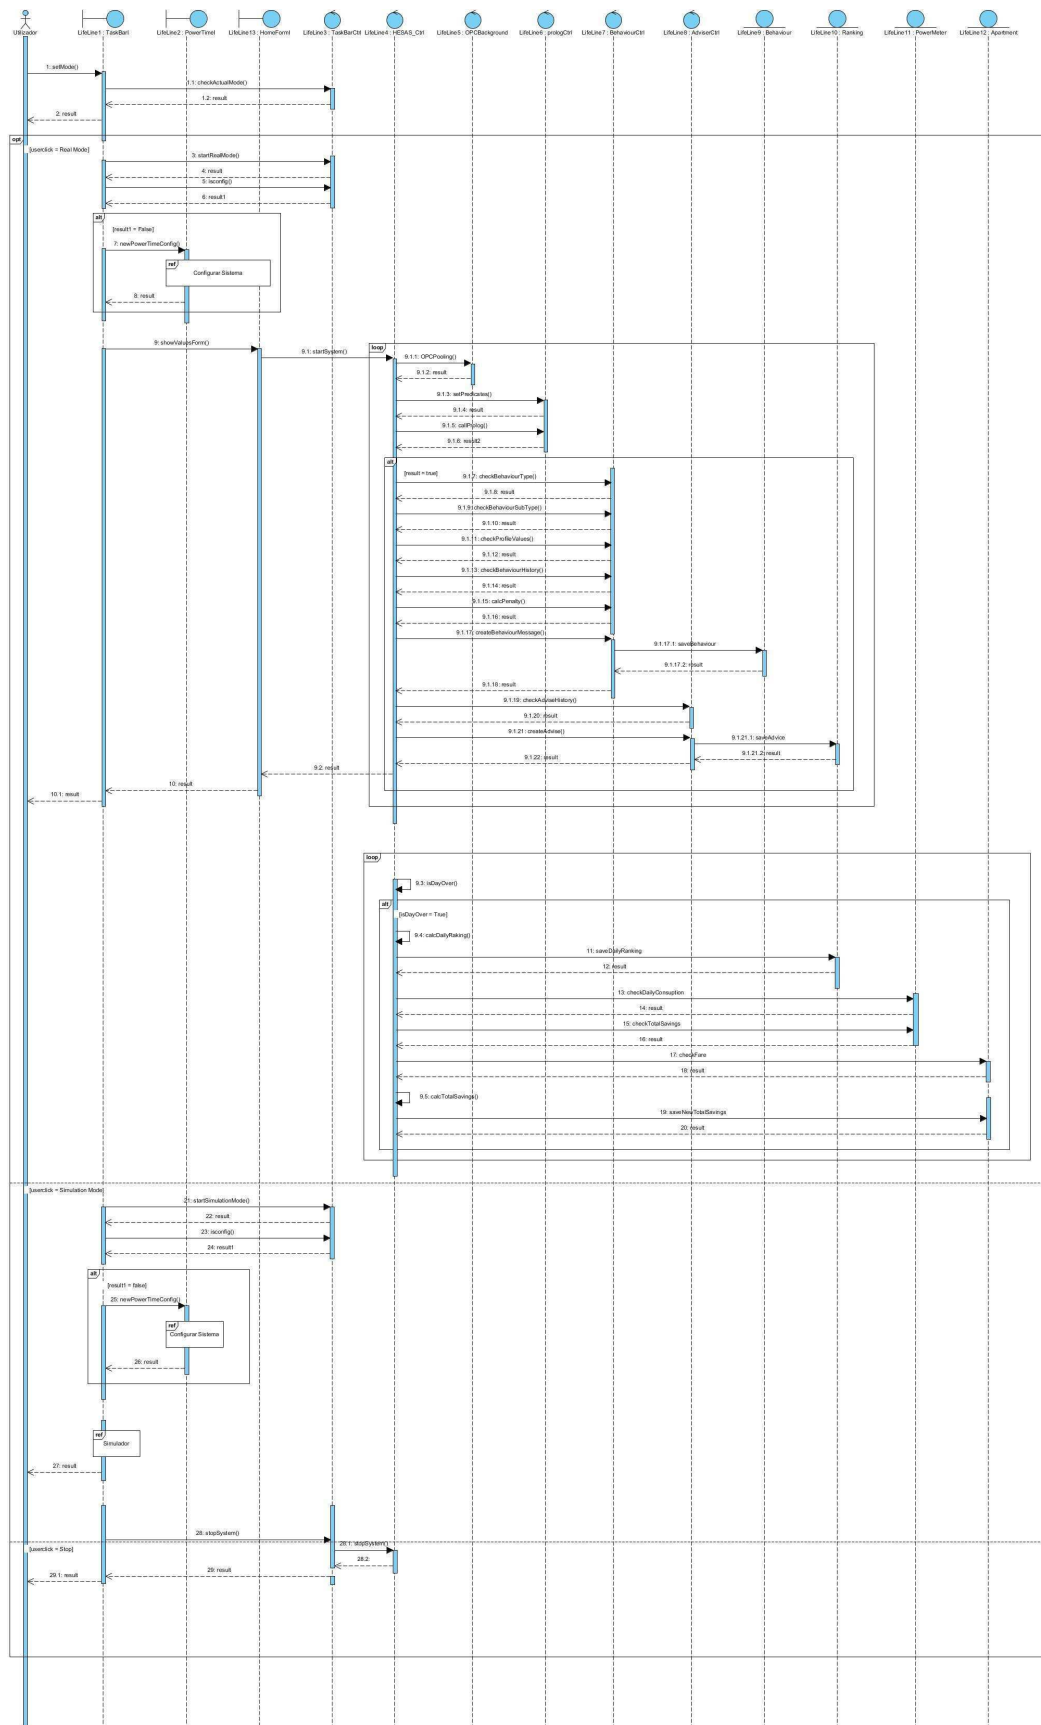 Utilizador
LifeLine1 : TaskBarI
LifeLine2 : PowerTimeI
LifeLine13 : HomeFormI
LifeLine3 : TaskBarCtrl
LifeLine4 : HESAS_Ctrl
LifeLine5 : OPCBackground
LifeLine6 : prologCtrl
LifeLine7 : BehaviourCtrl
LifeLine8 : AdviserCtrl
LifeLine9 : Behaviour
LifeLine10 : Ranking
LifeLine11 : PowerMeter
LifeLine12 : Apartment
1: setMode()
1.1: checkActualMode()
1.2: result
2: result
opt
[userclick = Real Mode]
3: startRealMode()
4: result
5: isconfig()
6: result1
alt
[result1 = False]
7: newPowerTimeConfig()
ref
Configurar Sistema
8: result
9: showValuesForm()
9.1: startSystem()
loop
9.1.1: OPCPooling()
9.1.2: result
9.1.3: setPredicates()
9.1.4: result
9.1.5: callProlog()
9.1.6: result2
alt
[result = true]
9.1.7: checkBehaviourType()
9.1.8: result
9.1.9: checkBehaviourSubType()
9.1.10: result
9.1.11: checkProfileValues()
9.1.12: result
9.1.13: checkBehaviourHistory()
9.1.14: result
9.1.15: calcPenalty()
9.1.16: result
9.1.17: createBehaviourMessage()
9.1.17.1: saveBehaviour
9.1.17.2: result
9.1.18: result
9.1.19: checkAdviseHistory()
9.1.20: result
9.1.21: createAdvise()
9.1.21.1: saveAdvice
9.1.21.2: result
9.1.22: result
9.2: result
10: result
10.1: result
loop
9.3: isDayOver()
alt
[isDayOver = True]
9.4: calcDailyRaking()
11: saveDailyRanking
12: result
13: checkDailyConsuption
14: result
15: checkTotalSavings
16: result
17: checkFare
18: result
9.5: calcTotalSavings()
19: saveNewTotalSavings
20: result
[userclick = Simulation Mode]
21: startSimulationMode()
22: result
23: isconfig()
24: result1
alt
[result1 = false]
25: newPowerTimeConfig()
ref
Configurar Sistema
26: result
ref
Simulador
27: result
28: stopSystem()
[userclick = Stop]
28.1: stopSystem()
28.2:
29: result
29.1: result